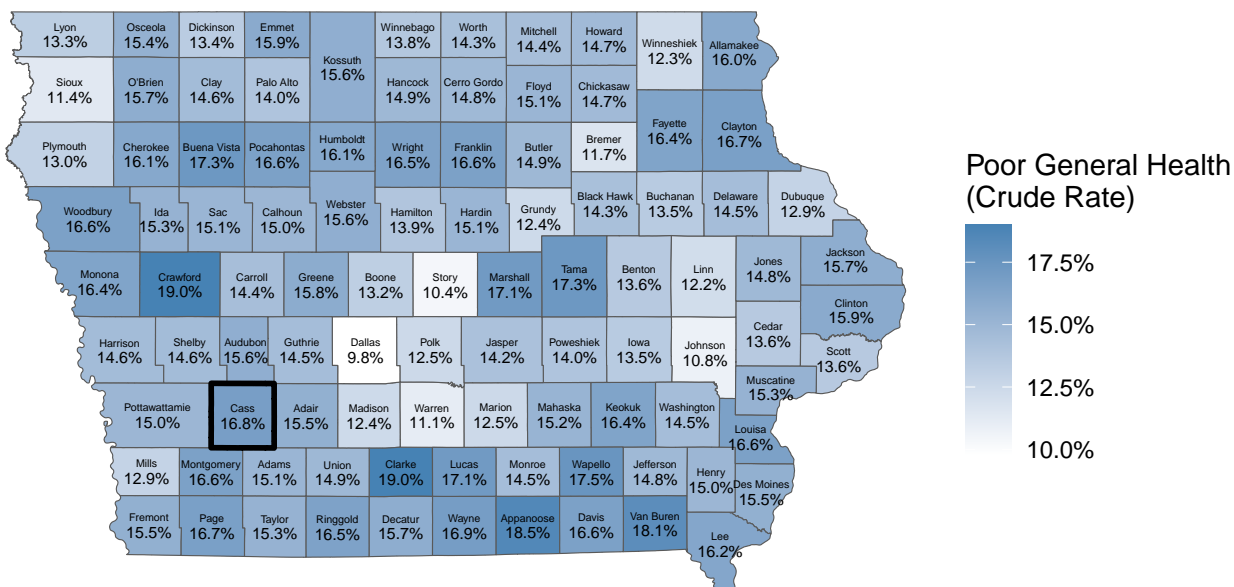 Lyon
13.3%
Osceola
15.4%
Dickinson
13.4%
Emmet
15.9%
Kossuth
15.6%
Winnebago
13.8%
Worth
14.3%
Mitchell
14.4%
Howard
14.7%
Winneshiek
12.3%
Allamakee
16.0%
Sioux
11.4%
O'Brien
15.7%
Clay
14.6%
Palo Alto
14.0%
Hancock
14.9%
Cerro Gordo
14.8%
Floyd
15.1%
Chickasaw
14.7%
Fayette
16.4%
Clayton
16.7%
Plymouth
13.0%
Cherokee
16.1%
Buena Vista
17.3%
Pocahontas
16.6%
Humboldt
16.1%
Wright
16.5%
Franklin
16.6%
Butler
14.9%
Bremer
11.7%
Woodbury
16.6%
Ida
15.3%
Sac
15.1%
Calhoun
15.0%
Webster
15.6%
Hamilton
13.9%
Hardin
15.1%
Grundy
12.4%
Black Hawk
14.3%
Buchanan
13.5%
Delaware
14.5%
Dubuque
12.9%
Monona
16.4%
Crawford
19.0%
Carroll
14.4%
Greene
15.8%
Boone
13.2%
Story
10.4%
Marshall
17.1%
Tama
17.3%
Benton
13.6%
Linn
12.2%
Jones
14.8%
Jackson
15.7%
Clinton
15.9%
Harrison
14.6%
Shelby
14.6%
Audubon
15.6%
Guthrie
14.5%
Dallas
9.8%
Polk
12.5%
Jasper
14.2%
Poweshiek
14.0%
Iowa
13.5%
Johnson
10.8%
Cedar
13.6%
Scott
13.6%
Muscatine
15.3%
Pottawattamie
15.0%
Cass
16.8%
Adair
15.5%
Madison
12.4%
Warren
11.1%
Marion
12.5%
Mahaska
15.2%
Keokuk
16.4%
Washington
14.5%
Louisa
16.6%
Mills
12.9%
Montgomery
16.6%
Adams
15.1%
Union
14.9%
Clarke
19.0%
Lucas
17.1%
Monroe
14.5%
Wapello
17.5%
Jefferson
14.8%
Henry
15.0%
Des Moines
15.5%
Fremont
15.5%
Page
16.7%
Taylor
15.3%
Ringgold
16.5%
Decatur
15.7%
Wayne
16.9%
Appanoose
18.5%
Davis
16.6%
Van Buren
18.1%
Lee
16.2%
Poor General Health
(Crude Rate)
17.5%
15.0%
12.5%
10.0%